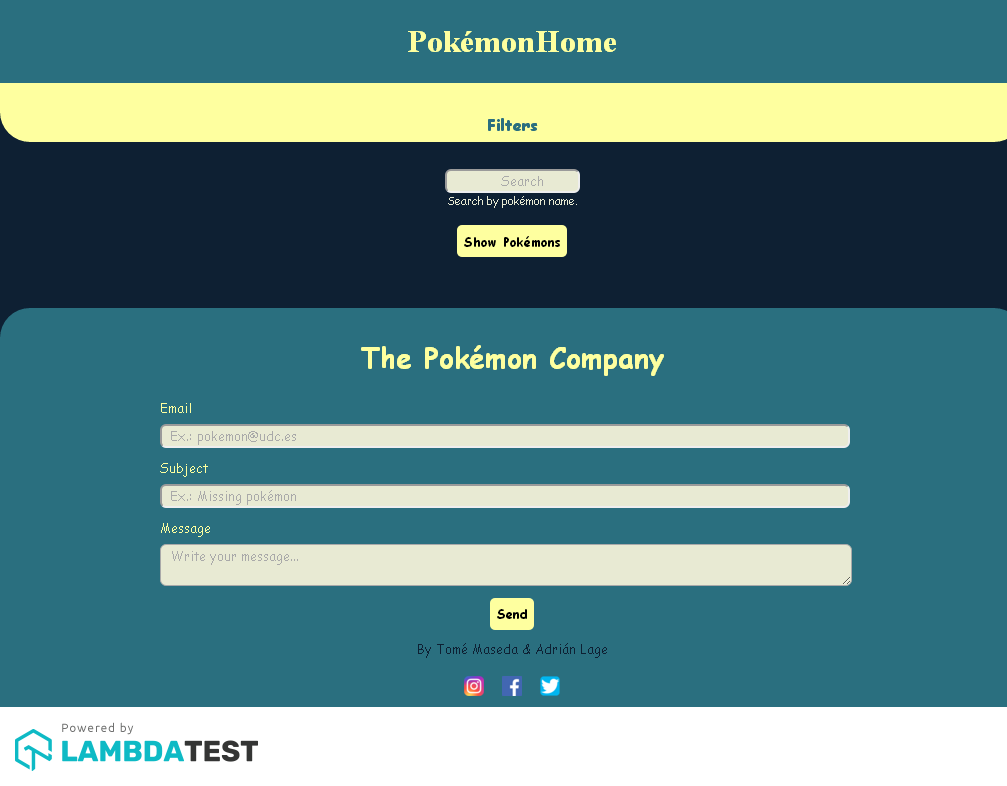 PokémonHome
Filters
Search
Search by pokémon name.
Show Pokémons
The Pokémon Company
Email
Ex.: pokemon@udc.es
Subject
Ex.: Missing pokémon
Message
Write your message...
Send
By Tomé Maseda & Adrián Lage
Powered by
LAMBDATEST